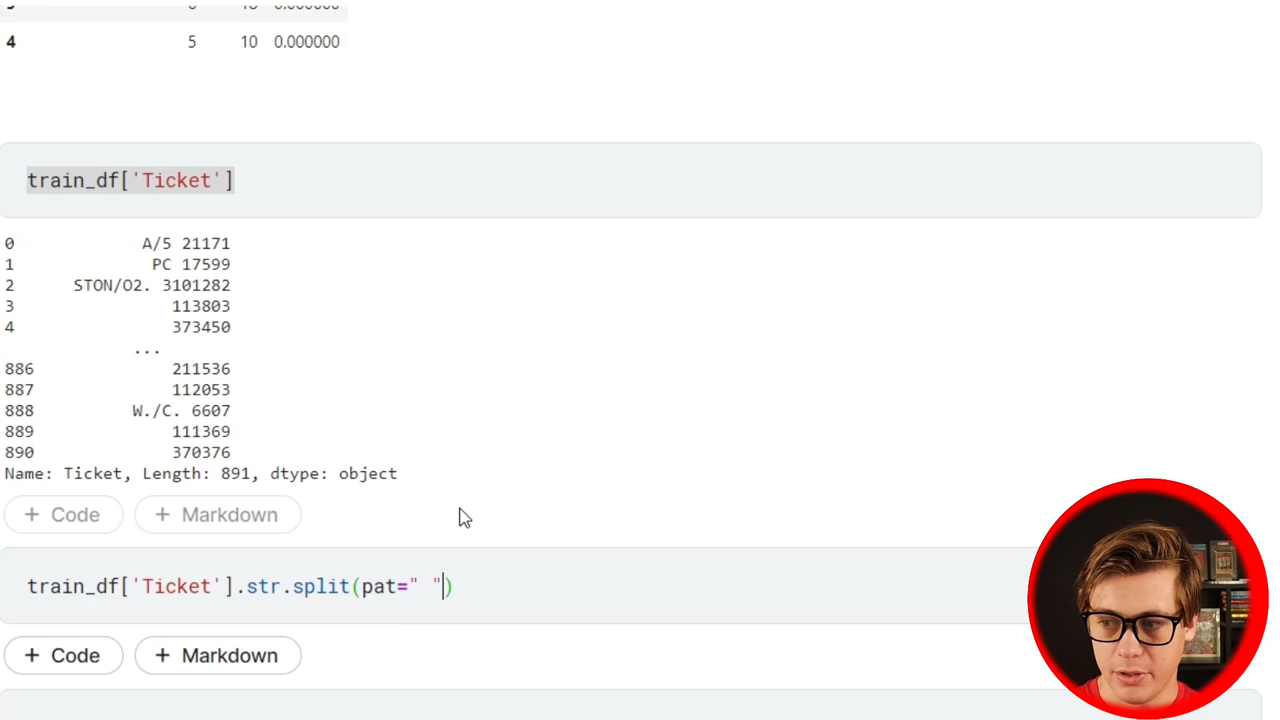 4 5 10 0.000000
train_df['Ticket']
0 A/5 21171
1 PC 17599
2 STON/O2. 3101282
3 113803
4 373450
...
886 211536
887 112053
888 W./C. 6607
889 111369
890 370376
Name: Ticket, Length: 891, dtype: object
+ Code + Markdown
train_df['Ticket'].str.split(pat=" ")
+ Code + Markdown